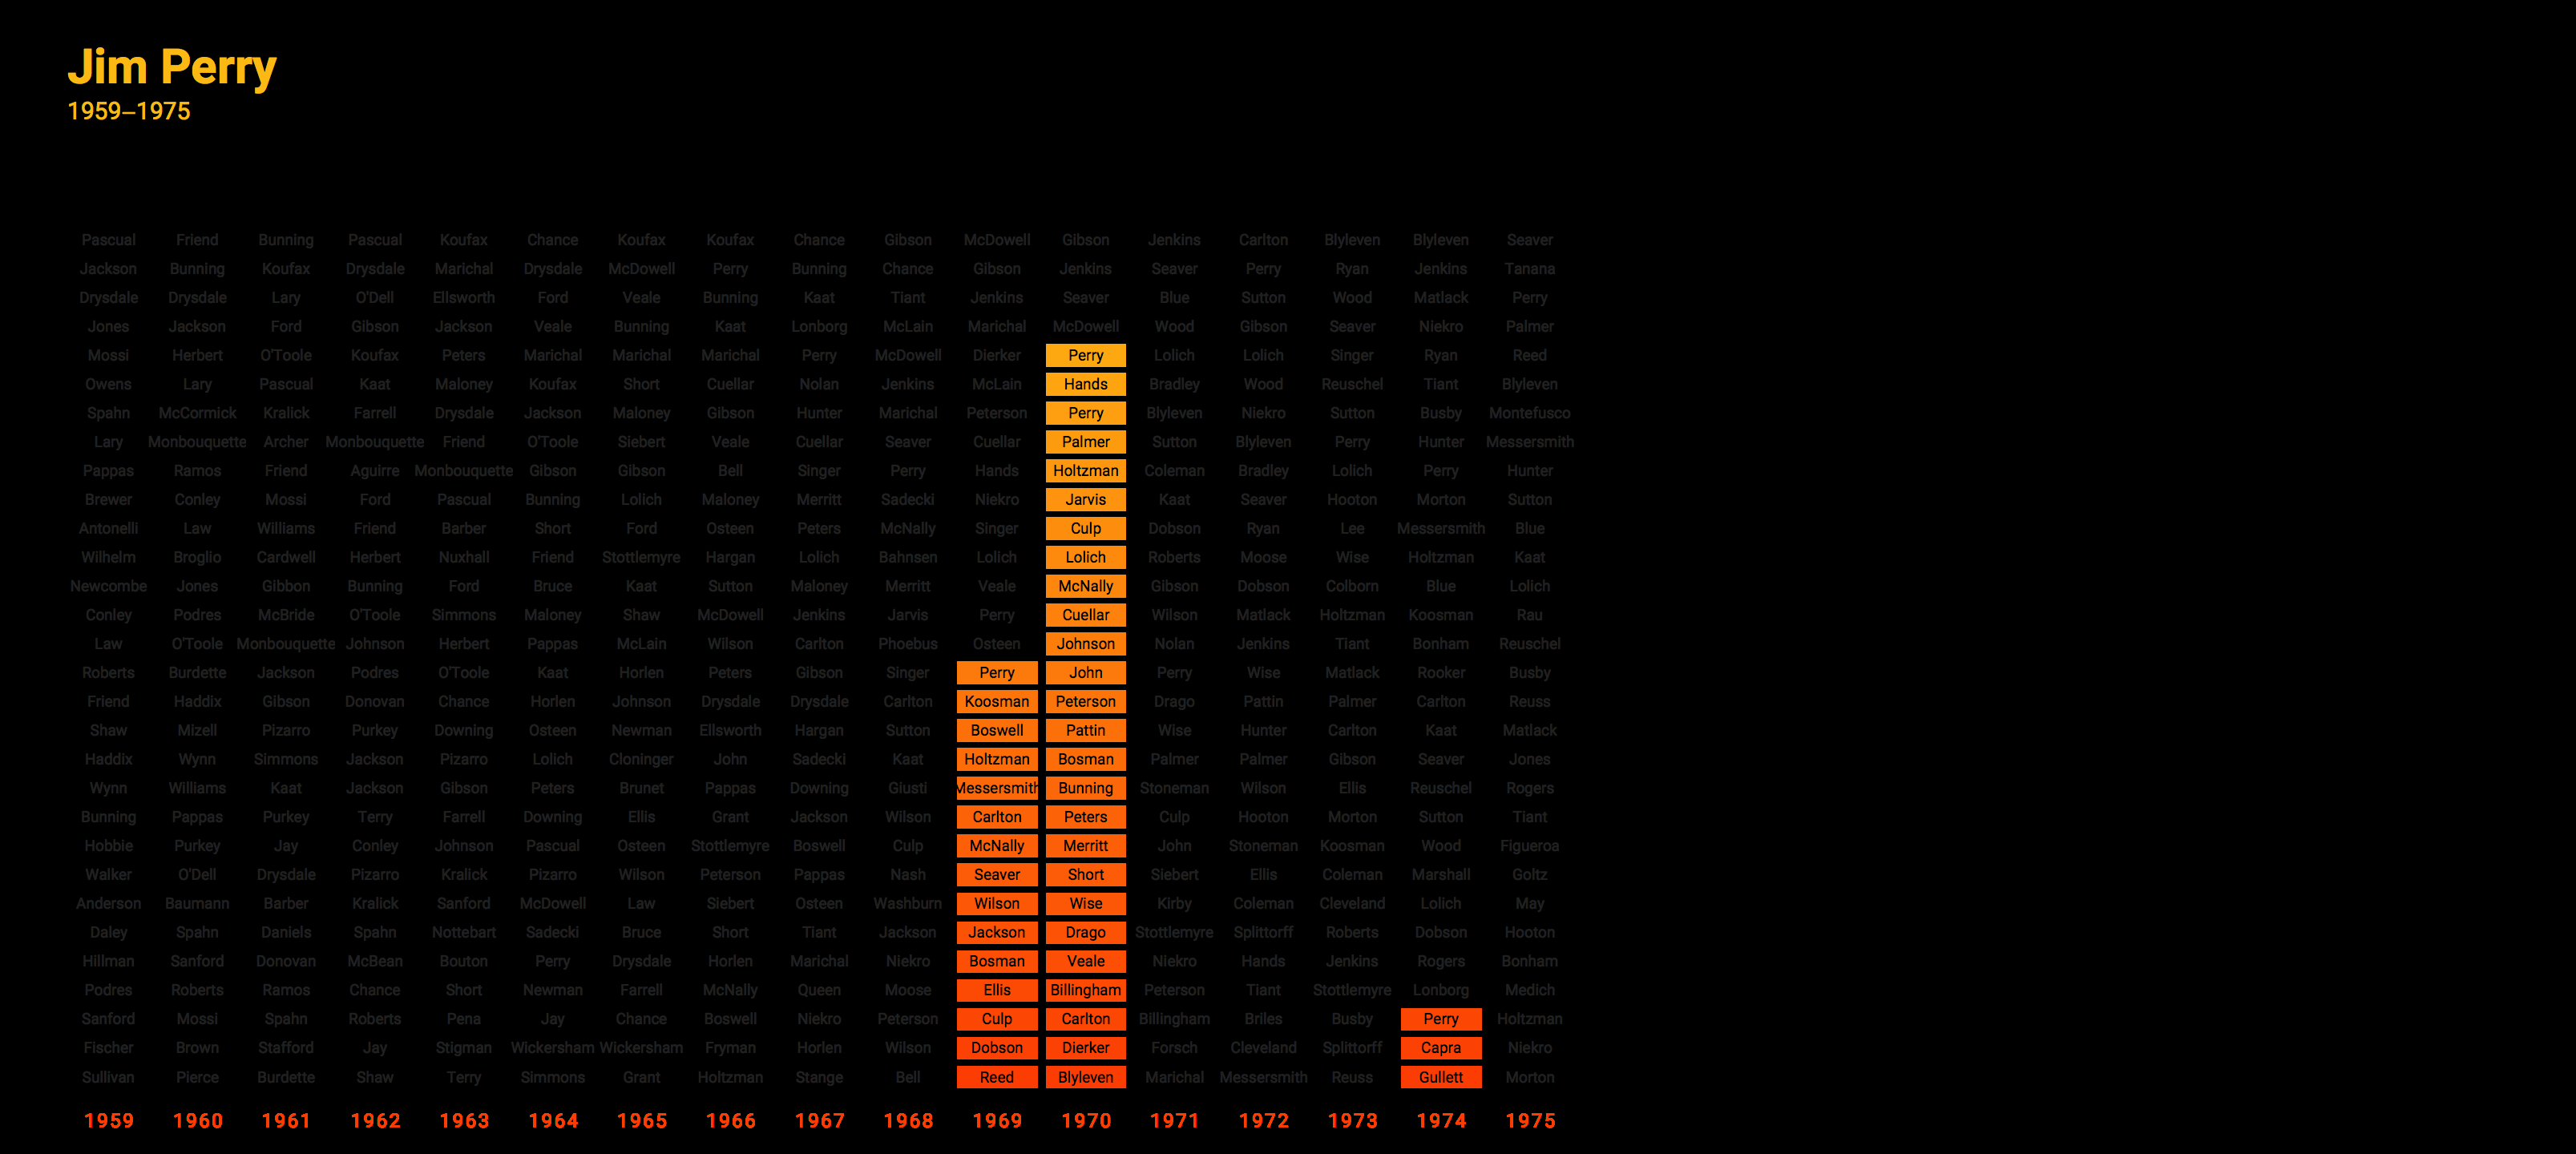 Jim Perry
1959–1975
Pascual Friend Bunning Pascual Koufax Chance Koufax Koufax Chance Gibson McDowell Gibson Jenkins Carlton Blyleven Blyleven Seaver
Jackson Bunning Koufax Drysdale Marichal Drysdale McDowell Perry Bunning Chance Gibson Jenkins Seaver Perry Ryan Jenkins Tanana
Drysdale Drysdale Lary O'Dell Ellsworth Ford Veale Bunning Kaat Tiant Jenkins Seaver Blue Sutton Wood Matlack Perry
Jones Jackson Ford Gibson Jackson Veale Bunning Kaat Lonborg McLain Marichal McDowell Wood Gibson Seaver Niekro Palmer
Mossi Herbert O'Toole Koufax Peters Marichal Marichal Marichal Perry McDowell Dierker Perry Lolich Lolich Singer Ryan Reed
Owens Lary Pascual Kaat Maloney Koufax Short Cuellar Nolan Jenkins McLain Hands Bradley Wood Reuschel Tiant Blyleven
Spahn McCormick Kralick Farrell Drysdale Jackson Maloney Gibson Hunter Marichal Peterson Perry Blyleven Niekro Sutton Busby Montefusco
Lary Monbouquette Archer Monbouquette Friend O'Toole Siebert Veale Cuellar Seaver Cuellar Palmer Sutton Blyleven Perry Hunter Messersmith
Pappas Ramos Friend Aguirre Monbouquette Gibson Gibson Bell Singer Perry Hands Holtzman Coleman Bradley Lolich Perry Hunter
Brewer Conley Mossi Ford Pascual Bunning Lolich Maloney Merritt Sadecki Niekro Jarvis Kaat Seaver Hooton Morton Sutton
Antonelli Law Williams Friend Barber Short Ford Osteen Peters McNally Singer Culp Dobson Ryan Lee Messersmith Blue
Wilhelm Broglio Cardwell Herbert Nuxhall Friend Stottlemyre Hargan Lolich Bahnsen Lolich Lolich Roberts Moose Wise Holtzman Kaat
Newcombe Jones Gibbon Bunning Ford Bruce Kaat Sutton Maloney Merritt Veale McNally Gibson Dobson Colborn Blue Lolich
Conley Podres McBride O'Toole Simmons Maloney Shaw McDowell Jenkins Jarvis Perry Cuellar Wilson Matlack Holtzman Koosman Rau
Law O'Toole Monbouquette Johnson Herbert Pappas McLain Wilson Carlton Phoebus Osteen Johnson Nolan Jenkins Tiant Bonham Reuschel
Roberts Burdette Jackson Podres O'Toole Kaat Horlen Peters Gibson Singer Perry John Perry Wise Matlack Rooker Busby
Friend Haddix Gibson Donovan Chance Horlen Johnson Drysdale Drysdale Carlton Koosman Peterson Drago Pattin Palmer Carlton Reuss
Shaw Mizell Pizarro Purkey Downing Osteen Newman Ellsworth Hargan Sutton Boswell Pattin Wise Hunter Carlton Kaat Matlack
Haddix Wynn Simmons Jackson Pizarro Lolich Cloninger John Sadecki Kaat Holtzman Bosman Palmer Palmer Gibson Seaver Jones
Wynn Williams Kaat Jackson Gibson Peters Brunet Pappas Downing Giusti Messersmith Bunning Stoneman Wilson Ellis Reuschel Rogers
Bunning Pappas Purkey Terry Farrell Downing Ellis Grant Jackson Wilson Carlton Peters Culp Hooton Morton Sutton Tiant
Hobbie Purkey Jay Conley Johnson Pascual Osteen Stottlemyre Boswell Culp McNally Merritt John Stoneman Koosman Wood Figueroa
Walker O'Dell Drysdale Pizarro Kralick Pizarro Wilson Peterson Pappas Nash Seaver Short Siebert Ellis Coleman Marshall Goltz
Anderson Baumann Barber Kralick Sanford McDowell Law Siebert Osteen Washburn Wilson Wise Kirby Coleman Cleveland Lolich May
Daley Spahn Daniels Spahn Nottebart Sadecki Bruce Short Tiant Jackson Jackson Drago Stottlemyre Splittorff Roberts Dobson Hooton
Hillman Sanford Donovan McBean Bouton Perry Drysdale Horlen Marichal Niekro Bosman Veale Niekro Hands Jenkins Rogers Bonham
Podres Roberts Ramos Chance Short Newman Farrell McNally Queen Moose Ellis Billingham Peterson Tiant Stottlemyre Lonborg Medich
Sanford Mossi Spahn Roberts Pena Jay Chance Boswell Niekro Peterson Culp Carlton Billingham Briles Busby Perry Holtzman
Fischer Brown Stafford Jay Stigman Wickersham Wickersham Fryman Horlen Wilson Dobson Dierker Forsch Cleveland Splittorff Capra Niekro
Sullivan Pierce Burdette Shaw Terry Simmons Grant Holtzman Stange Bell Reed Blyleven Marichal Messersmith Reuss Gullett Morton
1959 1960 1961 1962 1963 1964 1965 1966 1967 1968 1969 1970 1971 1972 1973 1974 1975